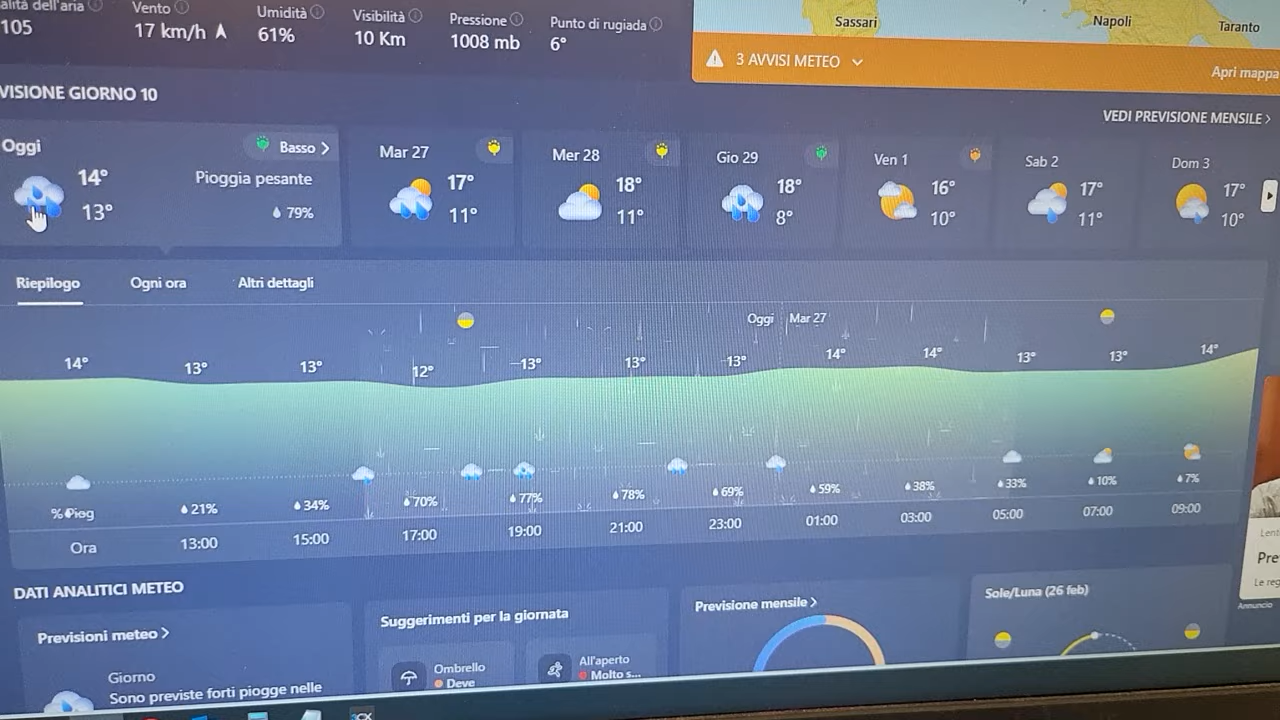 alità dell'aria Vento Umidità Visibilità Pressione Punto di rugiada
105 17 km/h 61% 10 Km 1008 mb 6°
Sassari Napoli Taranto
3 AVVISI METEO
Apri mappa
VISIONE GIORNO 10
VEDI PREVISIONE MENSILE >
Oggi Basso >
14° Pioggia pesante
13° 79%
Mar 27
17°
11°
Mer 28
18°
11°
Gio 29
18°
8°
Ven 1
16°
10°
Sab 2
17°
11°
Dom 3
17°
10°
Riepilogo Ogni ora Altri dettagli
Oggi Mar 27
14° 13° 13° 12° 13° 13° 13° 14° 14° 13° 13° 14°
21% 34% 70% 77% 78% 69% 59% 38% 33% 10% 7%
Ora 13:00 15:00 17:00 19:00 21:00 23:00 01:00 03:00 05:00 07:00 09:00
DATI ANALITICI METEO
Previsioni meteo >
Giorno
Sono previste forti piogge nelle
Suggerimenti per la giornata
Ombrello
Deve
All'aperto
Molto s...
Previsione mensile >
Sole/Luna (26 feb)
Lent
Pre
Le reg
Annuncio
3CX